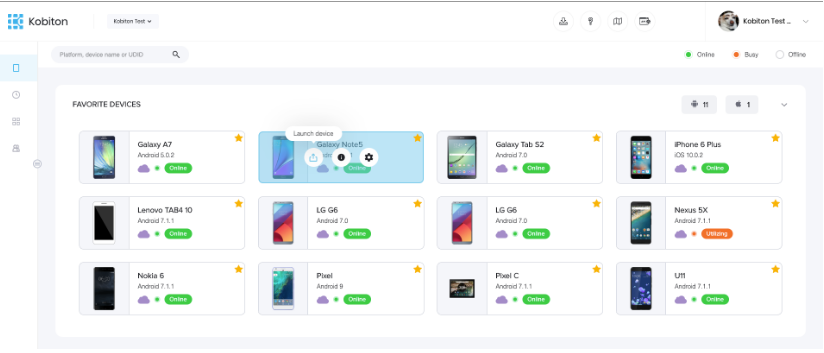 Kobiton
Kobiton Test
Kobiton Test ...
Platform, device name or UDID
Online
Busy
Offline
FAVORITE DEVICES
11
1
Launch device
Galaxy A7
Android 5.0.2
Online
Galaxy Note5
Online
Galaxy Tab S2
Android 7.0
Online
iPhone 6 Plus
iOS 10.0.2
Online
Lenovo TAB4 10
Android 7.1.1
Online
LG G6
Android 7.0
Online
LG G6
Android 7.0
Online
Nexus 5X
Android 7.1.1
Utilizing
Nokia 6
Android 7.1.1
Online
Pixel
Android 9
Online
Pixel C
Android 7.1.1
Online
U11
Android 7.1.1
Online